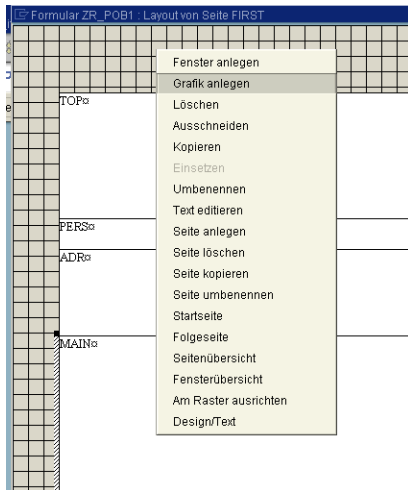 Formular ZR_POB1 : Layout von Seite FIRST
TOP¤
PERS¤
ADR¤
MAIN¤
Fenster anlegen
Grafik anlegen
Löschen
Ausschneiden
Kopieren
Einsetzen
Umbenennen
Text editieren
Seite anlegen
Seite löschen
Seite kopieren
Seite umbenennen
Startseite
Folgeseite
Seitenübersicht
Fensterübersicht
Am Raster ausrichten
Design/Text